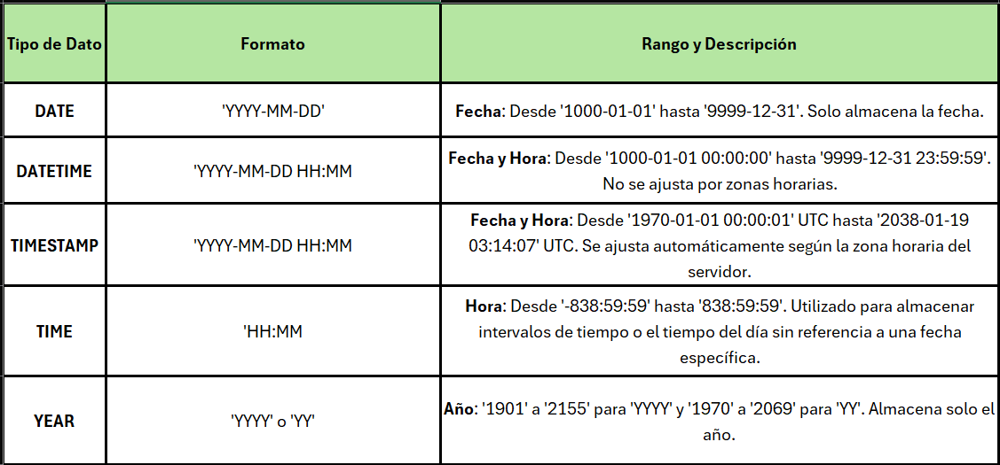 Tipo de Dato
Formato
Rango y Descripción
DATE
'YYYY-MM-DD'
Fecha: Desde '1000-01-01' hasta '9999-12-31'. Solo almacena la fecha.
DATETIME
'YYYY-MM-DD HH:MM
Fecha y Hora: Desde '1000-01-01 00:00:00' hasta '9999-12-31 23:59:59'.
No se ajusta por zonas horarias.
TIMESTAMP
'YYYY-MM-DD HH:MM
Fecha y Hora: Desde '1970-01-01 00:00:01' UTC hasta '2038-01-19
03:14:07' UTC. Se ajusta automáticamente según la zona horaria del
servidor.
TIME
'HH:MM
Hora: Desde '-838:59:59' hasta '838:59:59'. Utilizado para almacenar
intervalos de tiempo o el tiempo del día sin referencia a una fecha
específica.
YEAR
'YYYY' o 'YY'
Año: '1901' a '2155' para 'YYYY' y '1970' a '2069' para 'YY'. Almacena solo el
año.